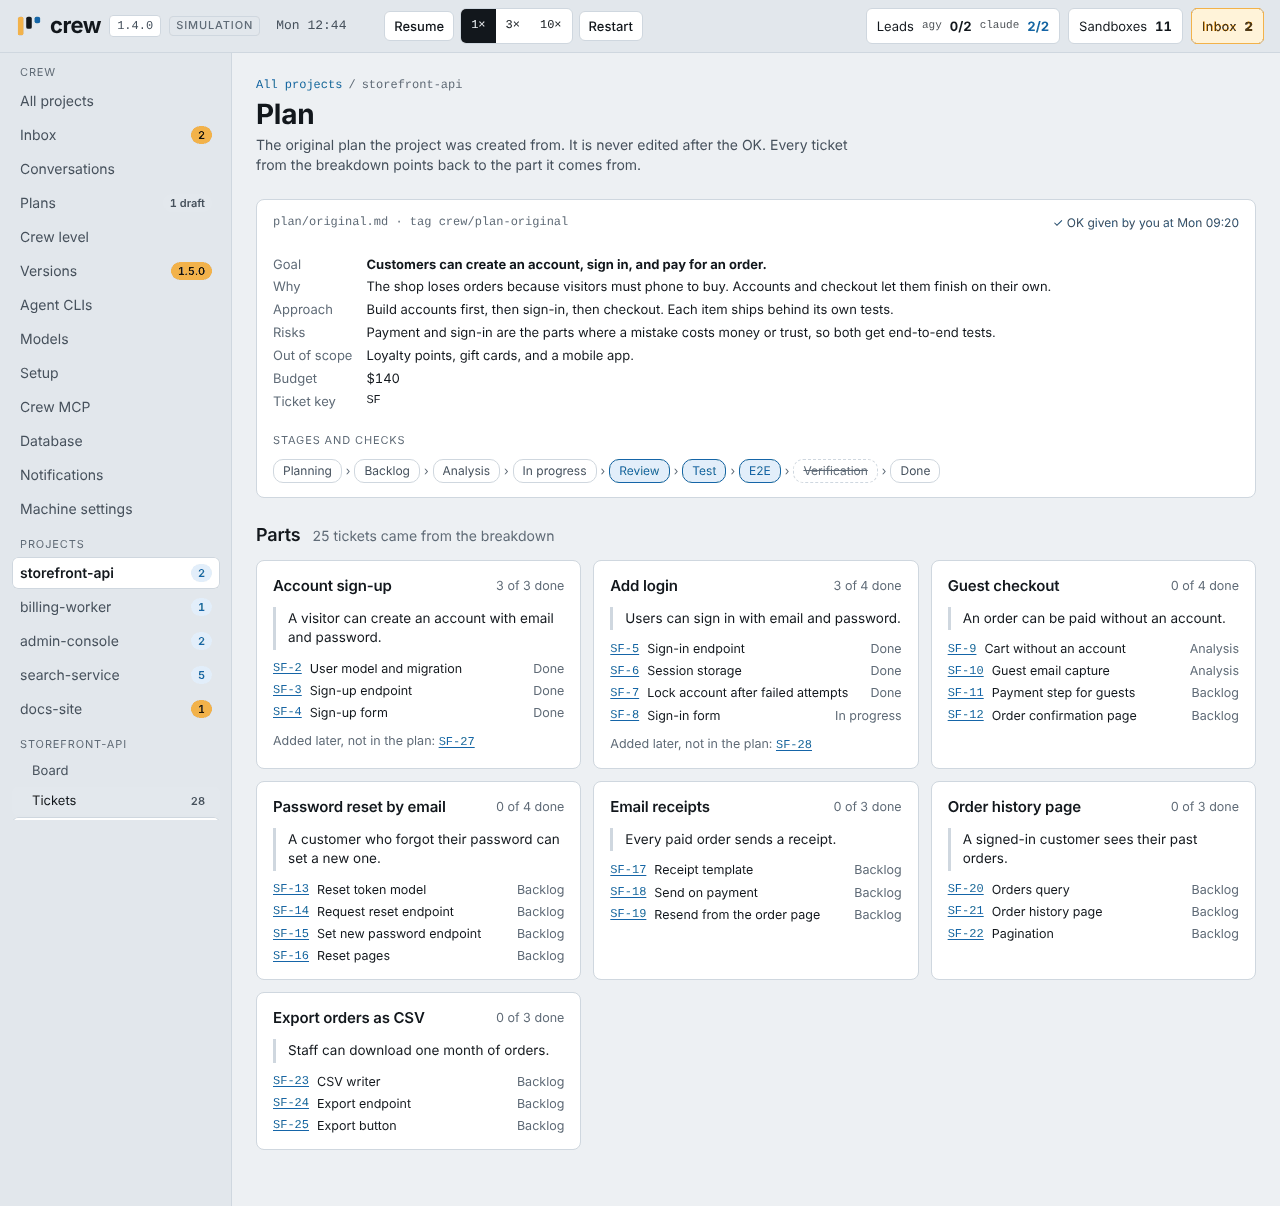 crew 1.4.0 SIMULATION Mon 12:44 Resume 1× 3× 10× Restart Leads agy 0/2 claude 2/2 Sandboxes 11 Inbox 2
CREW
All projects
Inbox 2
Conversations
Plans 1 draft
Crew level
Versions 1.5.0
Agent CLIs
Models
Setup
Crew MCP
Database
Notifications
Machine settings
PROJECTS
storefront-api 2
billing-worker 1
admin-console 2
search-service 5
docs-site 1
STOREFRONT-API
Board
Tickets 28
All projects / storefront-api
Plan
The original plan the project was created from. It is never edited after the OK. Every ticket
from the breakdown points back to the part it comes from.
plan/original.md · tag crew/plan-original ✓ OK given by you at Mon 09:20
Goal Customers can create an account, sign in, and pay for an order.
Why The shop loses orders because visitors must phone to buy. Accounts and checkout let them finish on their own.
Approach Build accounts first, then sign-in, then checkout. Each item ships behind its own tests.
Risks Payment and sign-in are the parts where a mistake costs money or trust, so both get end-to-end tests.
Out of scope Loyalty points, gift cards, and a mobile app.
Budget $140
Ticket key SF
STAGES AND CHECKS
Planning › Backlog › Analysis › In progress › Review › Test › E2E › Verification › Done
Parts 25 tickets came from the breakdown
Account sign-up 3 of 3 done
A visitor can create an account with email
and password.
SF-2 User model and migration Done
SF-3 Sign-up endpoint Done
SF-4 Sign-up form Done
Added later, not in the plan: SF-27
Add login 3 of 4 done
Users can sign in with email and password.
SF-5 Sign-in endpoint Done
SF-6 Session storage Done
SF-7 Lock account after failed attempts Done
SF-8 Sign-in form In progress
Added later, not in the plan: SF-28
Guest checkout 0 of 4 done
An order can be paid without an account.
SF-9 Cart without an account Analysis
SF-10 Guest email capture Analysis
SF-11 Payment step for guests Backlog
SF-12 Order confirmation page Backlog
Password reset by email 0 of 4 done
A customer who forgot their password can
set a new one.
SF-13 Reset token model Backlog
SF-14 Request reset endpoint Backlog
SF-15 Set new password endpoint Backlog
SF-16 Reset pages Backlog
Email receipts 0 of 3 done
Every paid order sends a receipt.
SF-17 Receipt template Backlog
SF-18 Send on payment Backlog
SF-19 Resend from the order page Backlog
Order history page 0 of 3 done
A signed-in customer sees their past
orders.
SF-20 Orders query Backlog
SF-21 Order history page Backlog
SF-22 Pagination Backlog
Export orders as CSV 0 of 3 done
Staff can download one month of orders.
SF-23 CSV writer Backlog
SF-24 Export endpoint Backlog
SF-25 Export button Backlog